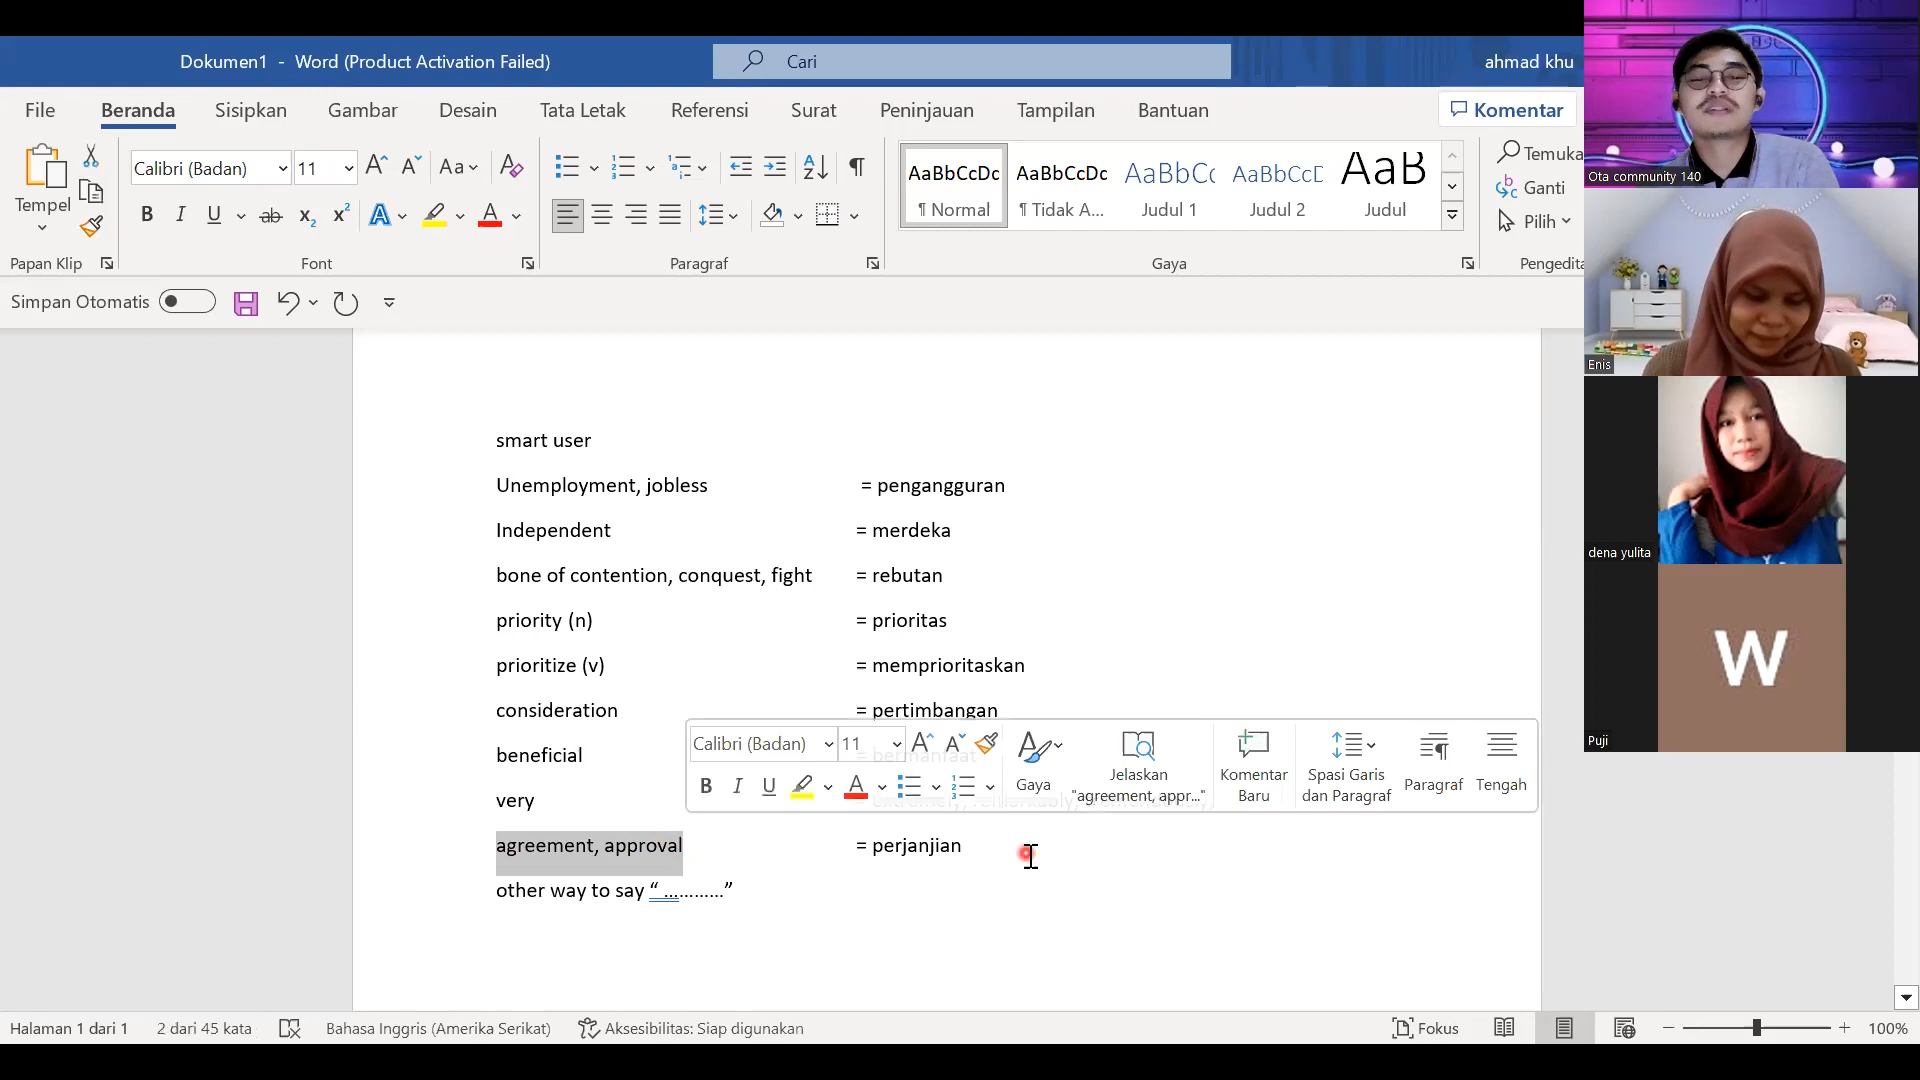 Dokumen1 - Word (Product Activation Failed)
Cari
ahmad khu
File Beranda Sisipkan Gambar Desain Tata Letak Referensi Surat Peninjauan Tampilan Bantuan
Komentar
Tempel
Calibri (Badan) 11
Aa
AaBbCcDc AaBbCcDc AaBbCc AaBbCcD AaB
¶ Normal ¶ Tidak A... Judul 1 Judul 2 Judul
Temuka
Ganti
Pilih
Papan Klip Font Paragraf Gaya Pengedita
Simpan Otomatis
smart user
Unemployment, jobless = pengangguran
Independent = merdeka
bone of contention, conquest, fight = rebutan
priority (n) = prioritas
prioritize (v) = memprioritaskan
consideration = pertimbangan
beneficial = bermanfaat
very
agreement, approval = perjanjian
other way to say “ …………”
Calibri (Badan) 11
B I U
Gaya
Jelaskan
"agreement, appr..."
Komentar
Baru
Spasi Garis
dan Paragraf
Paragraf
Tengah
Halaman 1 dari 1 2 dari 45 kata Bahasa Inggris (Amerika Serikat) Aksesibilitas: Siap digunakan Fokus 100%
Ota community 140
Enis
dena yulita
W
Puji